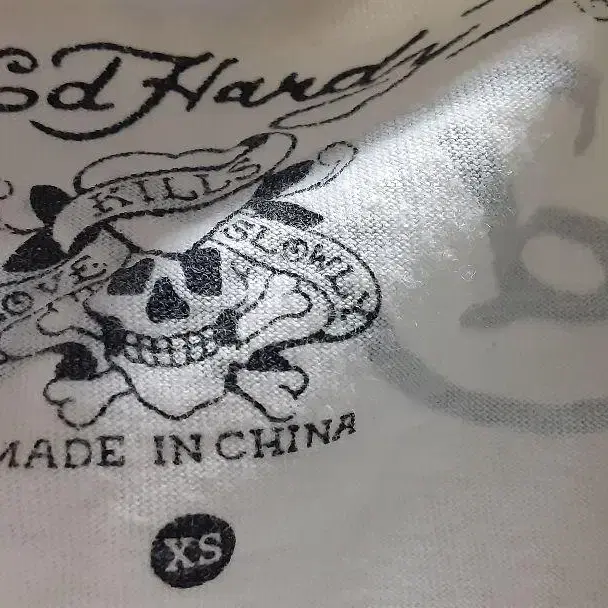 Ed Hardy
KILLS
LOVE SLOWLY
MADE IN CHINA
XS